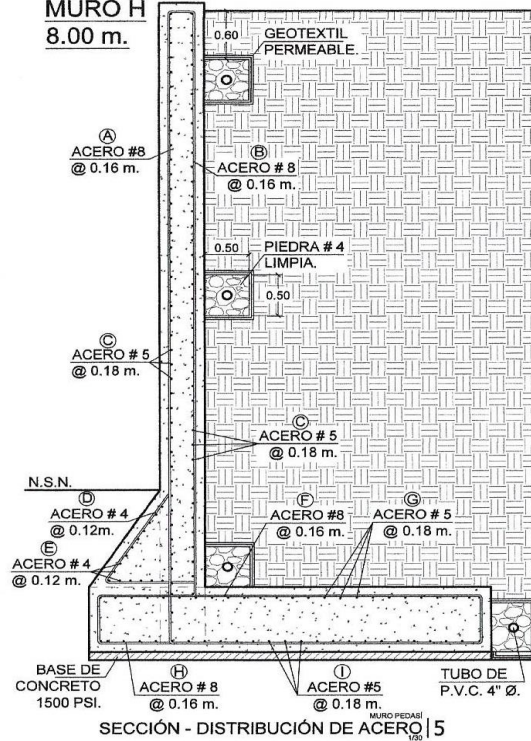 MURO H
8.00 m.
0.60
GEOTEXTIL
PERMEABLE.
A
ACERO#8
@ 0.16 m.
B
ACERO # 8
@ 0.16 m.
0.50
PIEDRA # 4
LIMPIA.
0.50
C
ACERO # 5
@ 0.18 m.
C
ACERO # 5
@ 0.18 m.
N.S.N.
D
ACERO # 4
@ 0.12m.
E
ACERO # 4
@ 0.12 m.
F
ACERO#8
@ 0.16 m.
G
ACERO # 5
@ 0.18 m.
BASE DE
CONCRETO
1500 PSI.
H
ACERO # 8
@ 0.16 m.
I
ACERO #5
@ 0.18 m.
TUBO DE
P.V.C. 4" Ø.
SECCIÓN - DISTRIBUCIÓN DE ACERO
MURO PEDASÍ
1/30
5